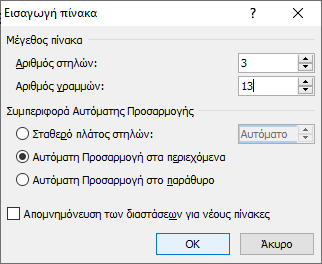 Εισαγωγή πίνακα ? ×
Μέγεθος πίνακα
Αριθμός στηλών: 3
Αριθμός γραμμών: 13
Συμπεριφορά Αυτόματης Προσαρμογής
Σταθερό πλάτος στηλών: Αυτόματο
Αυτόματη Προσαρμογή στα περιεχόμενα
Αυτόματη Προσαρμογή στο παράθυρο
Απομνημόνευση των διαστάσεων για νέους πίνακες
OK Άκυρο